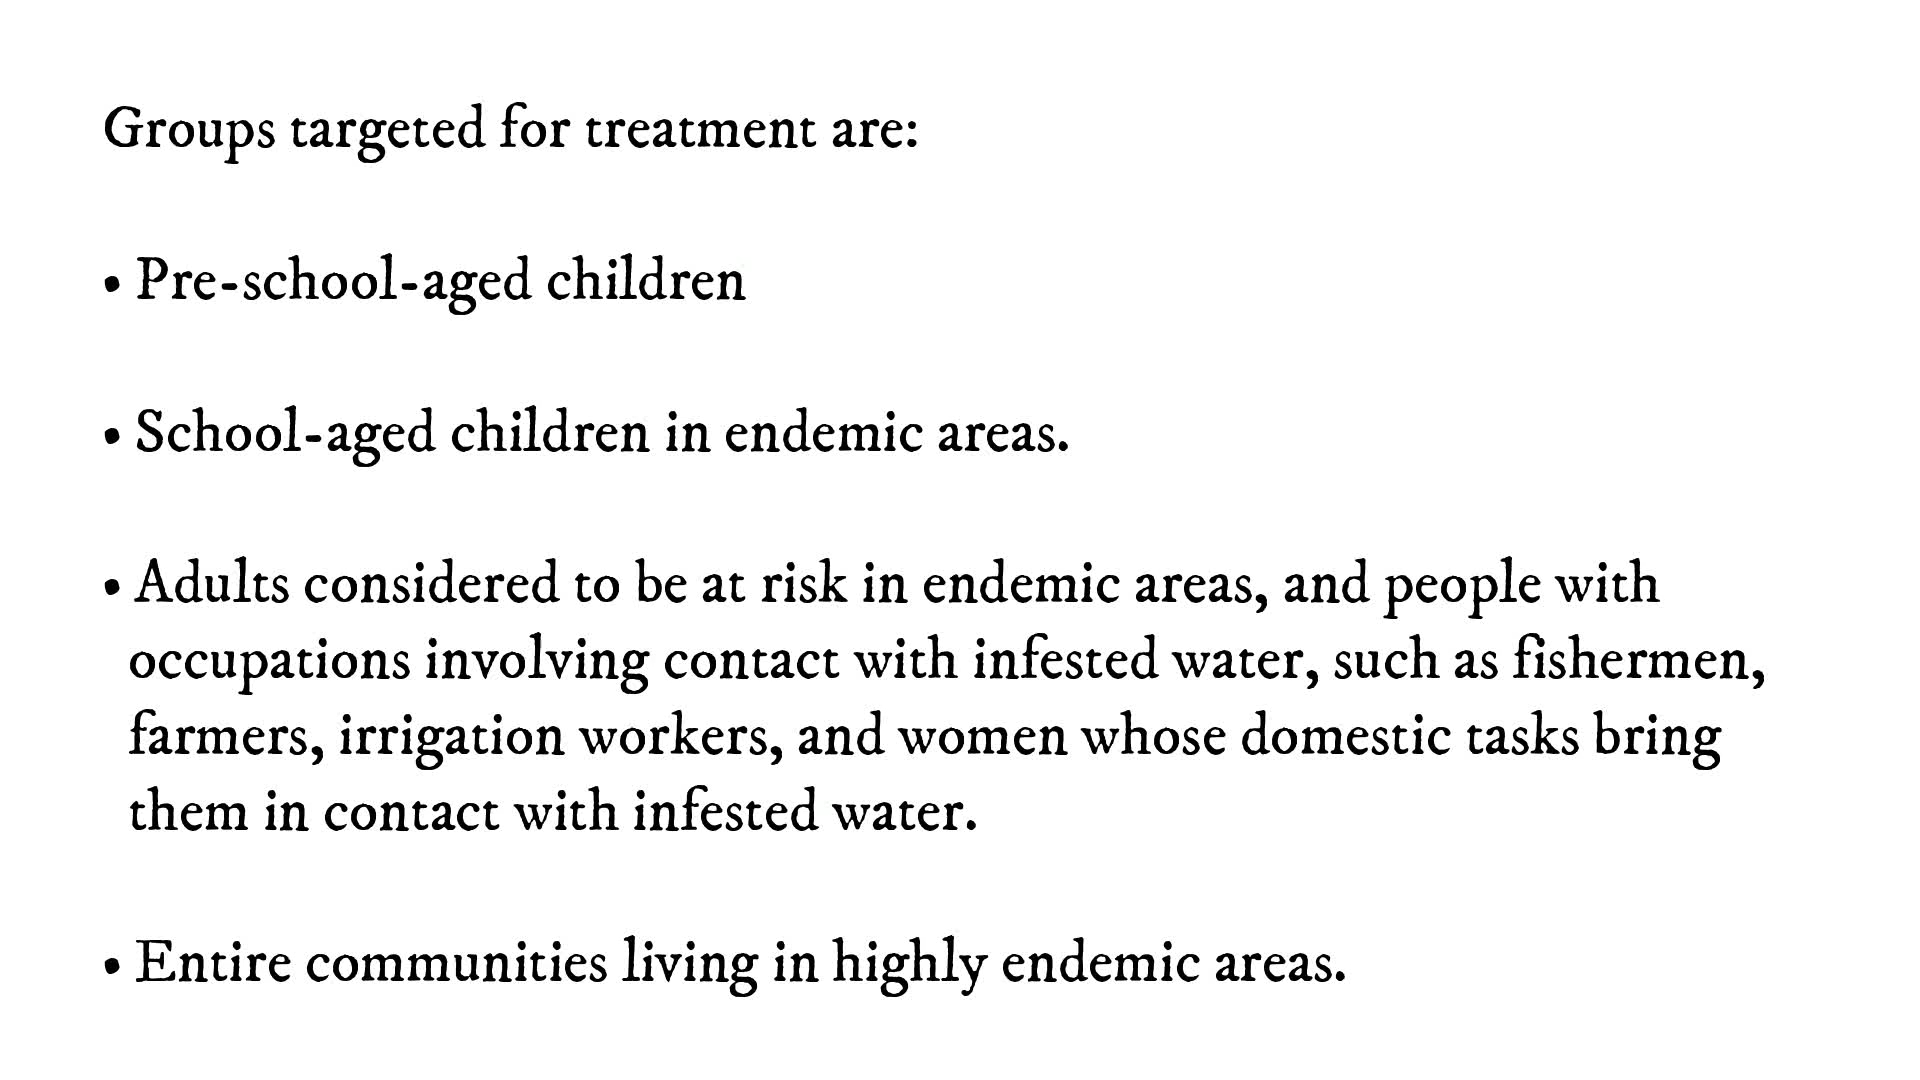 Groups targeted for treatment are:
• Pre-school-aged children
• School-aged children in endemic areas.
• Adults considered to be at risk in endemic areas, and people with
occupations involving contact with infested water, such as fishermen,
farmers, irrigation workers, and women whose domestic tasks bring
them in contact with infested water.
• Entire communities living in highly endemic areas.